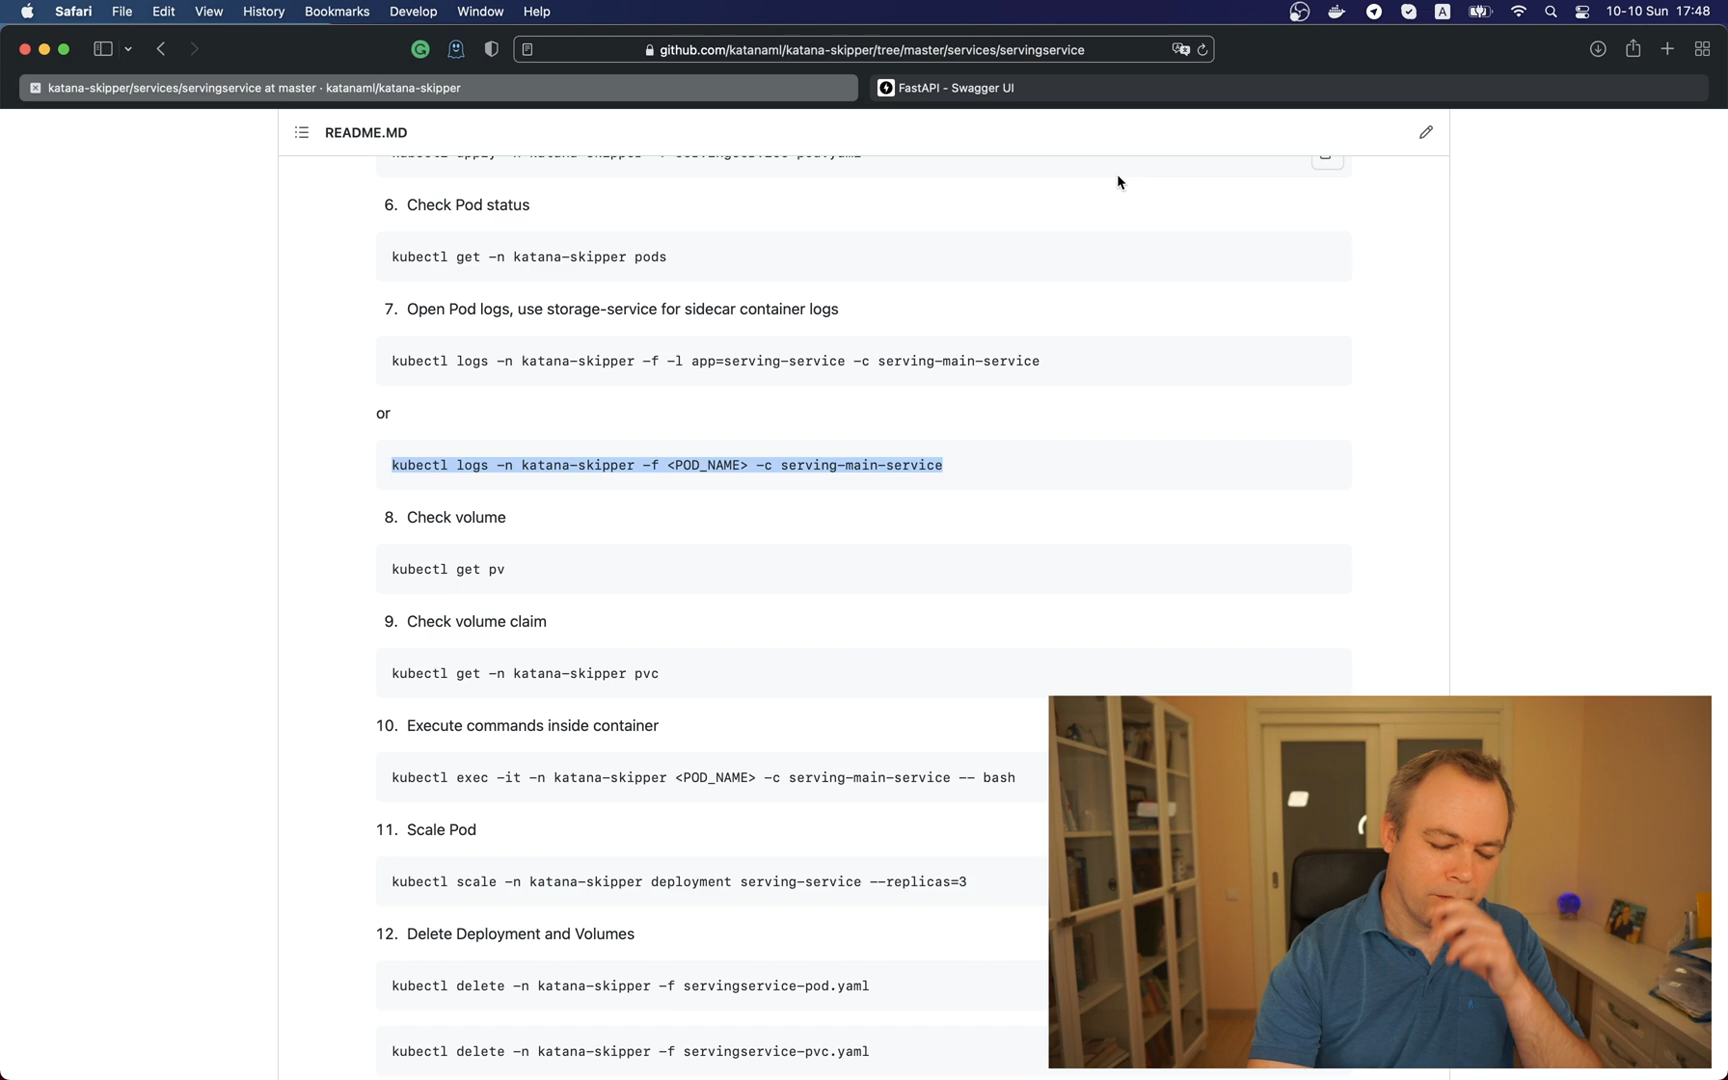 Safari File Edit View History Bookmarks Develop Window Help A 10-10 Sun 17:48
github.com/katanaml/katana-skipper/tree/master/services/servingservice
katana-skipper/services/servingservice at master · katanaml/katana-skipper FastAPI - Swagger UI
README.MD
6. Check Pod status
kubectl get -n katana-skipper pods
7. Open Pod logs, use storage-service for sidecar container logs
kubectl logs -n katana-skipper -f -l app=serving-service -c serving-main-service
or
kubectl logs -n katana-skipper -f <POD_NAME> -c serving-main-service
8. Check volume
kubectl get pv
9. Check volume claim
kubectl get -n katana-skipper pvc
10. Execute commands inside container
kubectl exec -it -n katana-skipper <POD_NAME> -c serving-main-service -- bash
11. Scale Pod
kubectl scale -n katana-skipper deployment serving-service --replicas=3
12. Delete Deployment and Volumes
kubectl delete -n katana-skipper -f servingservice-pod.yaml
kubectl delete -n katana-skipper -f servingservice-pvc.yaml